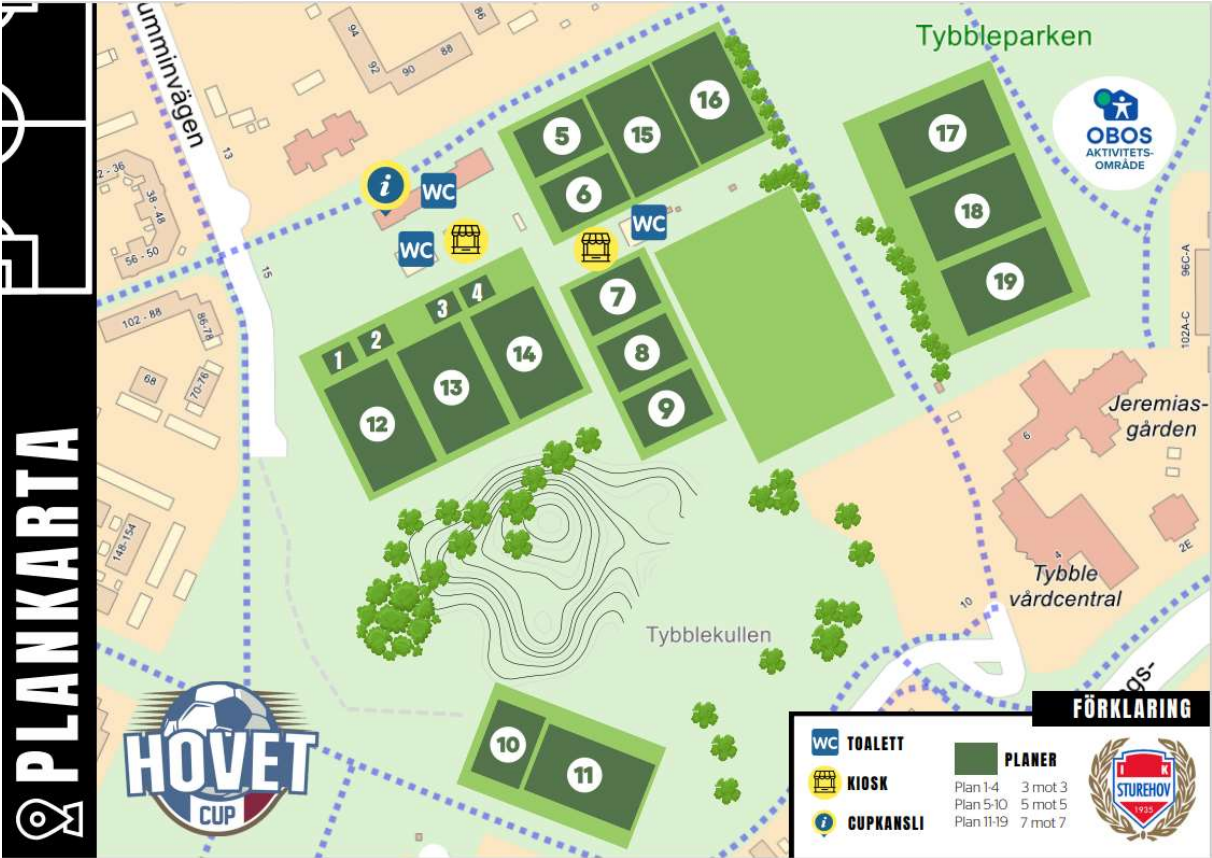 PLANKARTA
umminvägen
94
92
90
88
86
13
2-36
38-48
56-50
15
102-88
86-78
68
70-76
148-154
Tybbleparken
OBOS
AKTIVITETS-
OMRÅDE
i
WC
WC
WC
5
6
15
16
17
18
19
7
8
9
1
2
3
4
12
13
14
96C-A
102A-C
Jeremias-
gården
6
4
2E
Tybble
vårdcentral
10
Tybblekullen
gs-
10
11
HOVET
CUP
FÖRKLARING
WC TOALETT
KIOSK
i CUPKANSLI
PLANER
Plan 1-4 3 mot 3
Plan 5-10 5 mot 5
Plan 11-19 7 mot 7
I K
STUREHOV
1935